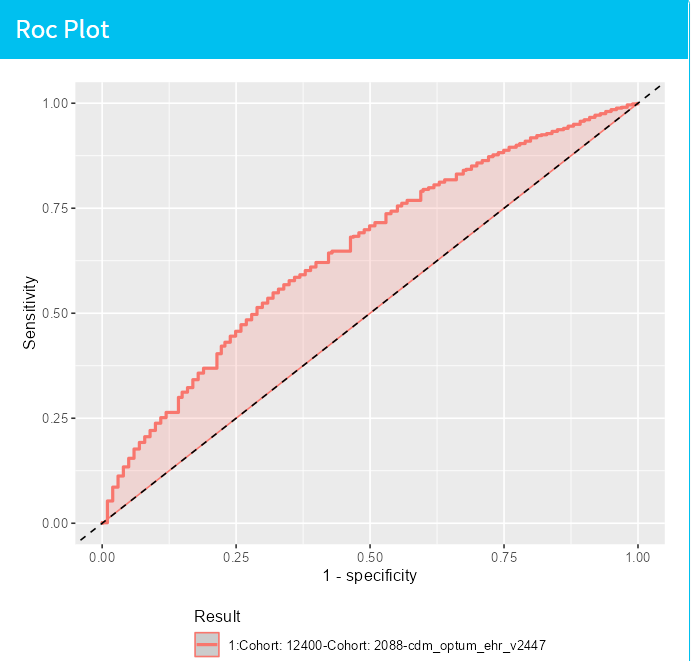 Roc Plot
1.00
0.75
0.50
0.25
0.00
Sensitivity
0.00 0.25 0.50 0.75 1.00
1 - specificity
Result
1:Cohort: 12400-Cohort: 2088-cdm_optum_ehr_v2447